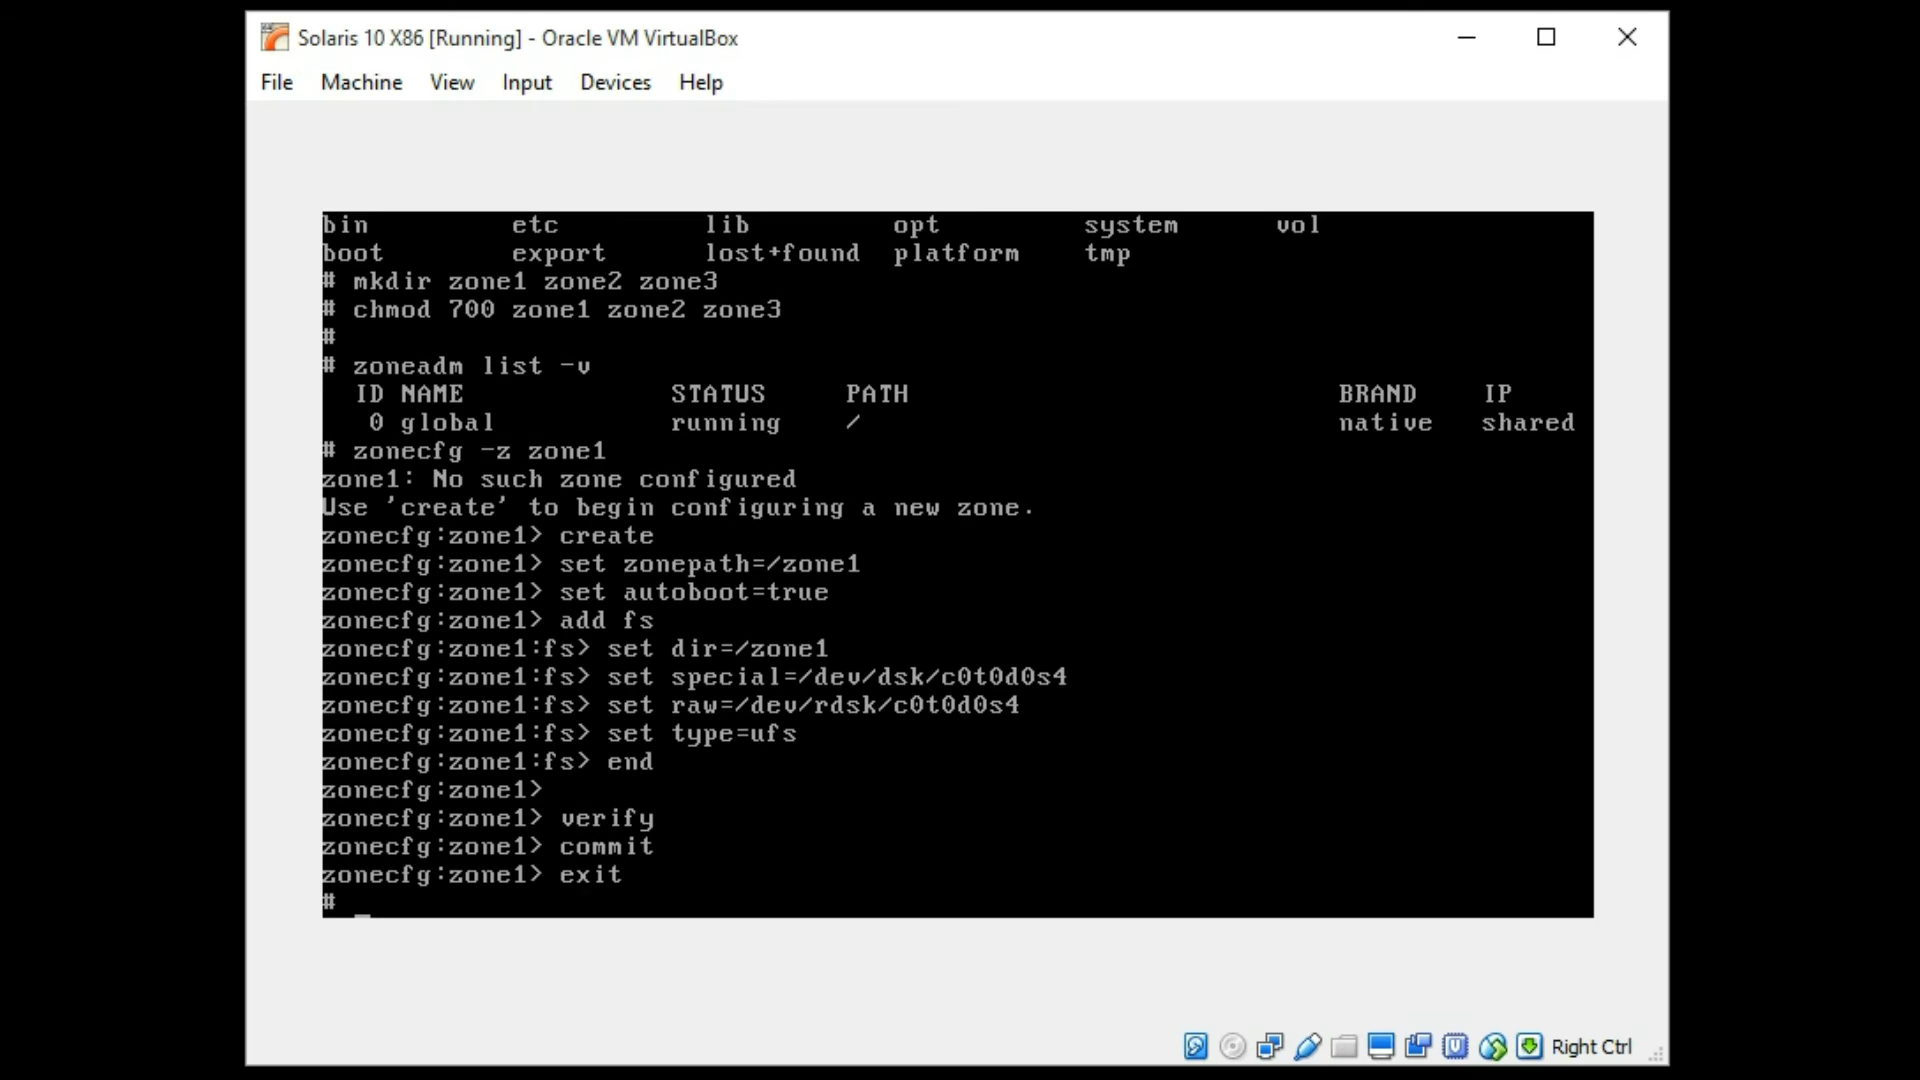 Solaris 10 X86 [Running] - Oracle VM VirtualBox
File Machine View Input Devices Help
bin etc lib opt system vol
boot export lost+found platform tmp
# mkdir zone1 zone2 zone3
# chmod 700 zone1 zone2 zone3
#
# zoneadm list -v
ID NAME STATUS PATH BRAND IP
0 global running / native shared
# zonecfg -z zone1
zone1: No such zone configured
Use 'create' to begin configuring a new zone.
zonecfg:zone1> create
zonecfg:zone1> set zonepath=/zone1
zonecfg:zone1> set autoboot=true
zonecfg:zone1> add fs
zonecfg:zone1:fs> set dir=/zone1
zonecfg:zone1:fs> set special=/dev/dsk/c0t0d0s4
zonecfg:zone1:fs> set raw=/dev/rdsk/c0t0d0s4
zonecfg:zone1:fs> set type=ufs
zonecfg:zone1:fs> end
zonecfg:zone1>
zonecfg:zone1> verify
zonecfg:zone1> commit
zonecfg:zone1> exit
# _
Right Ctrl